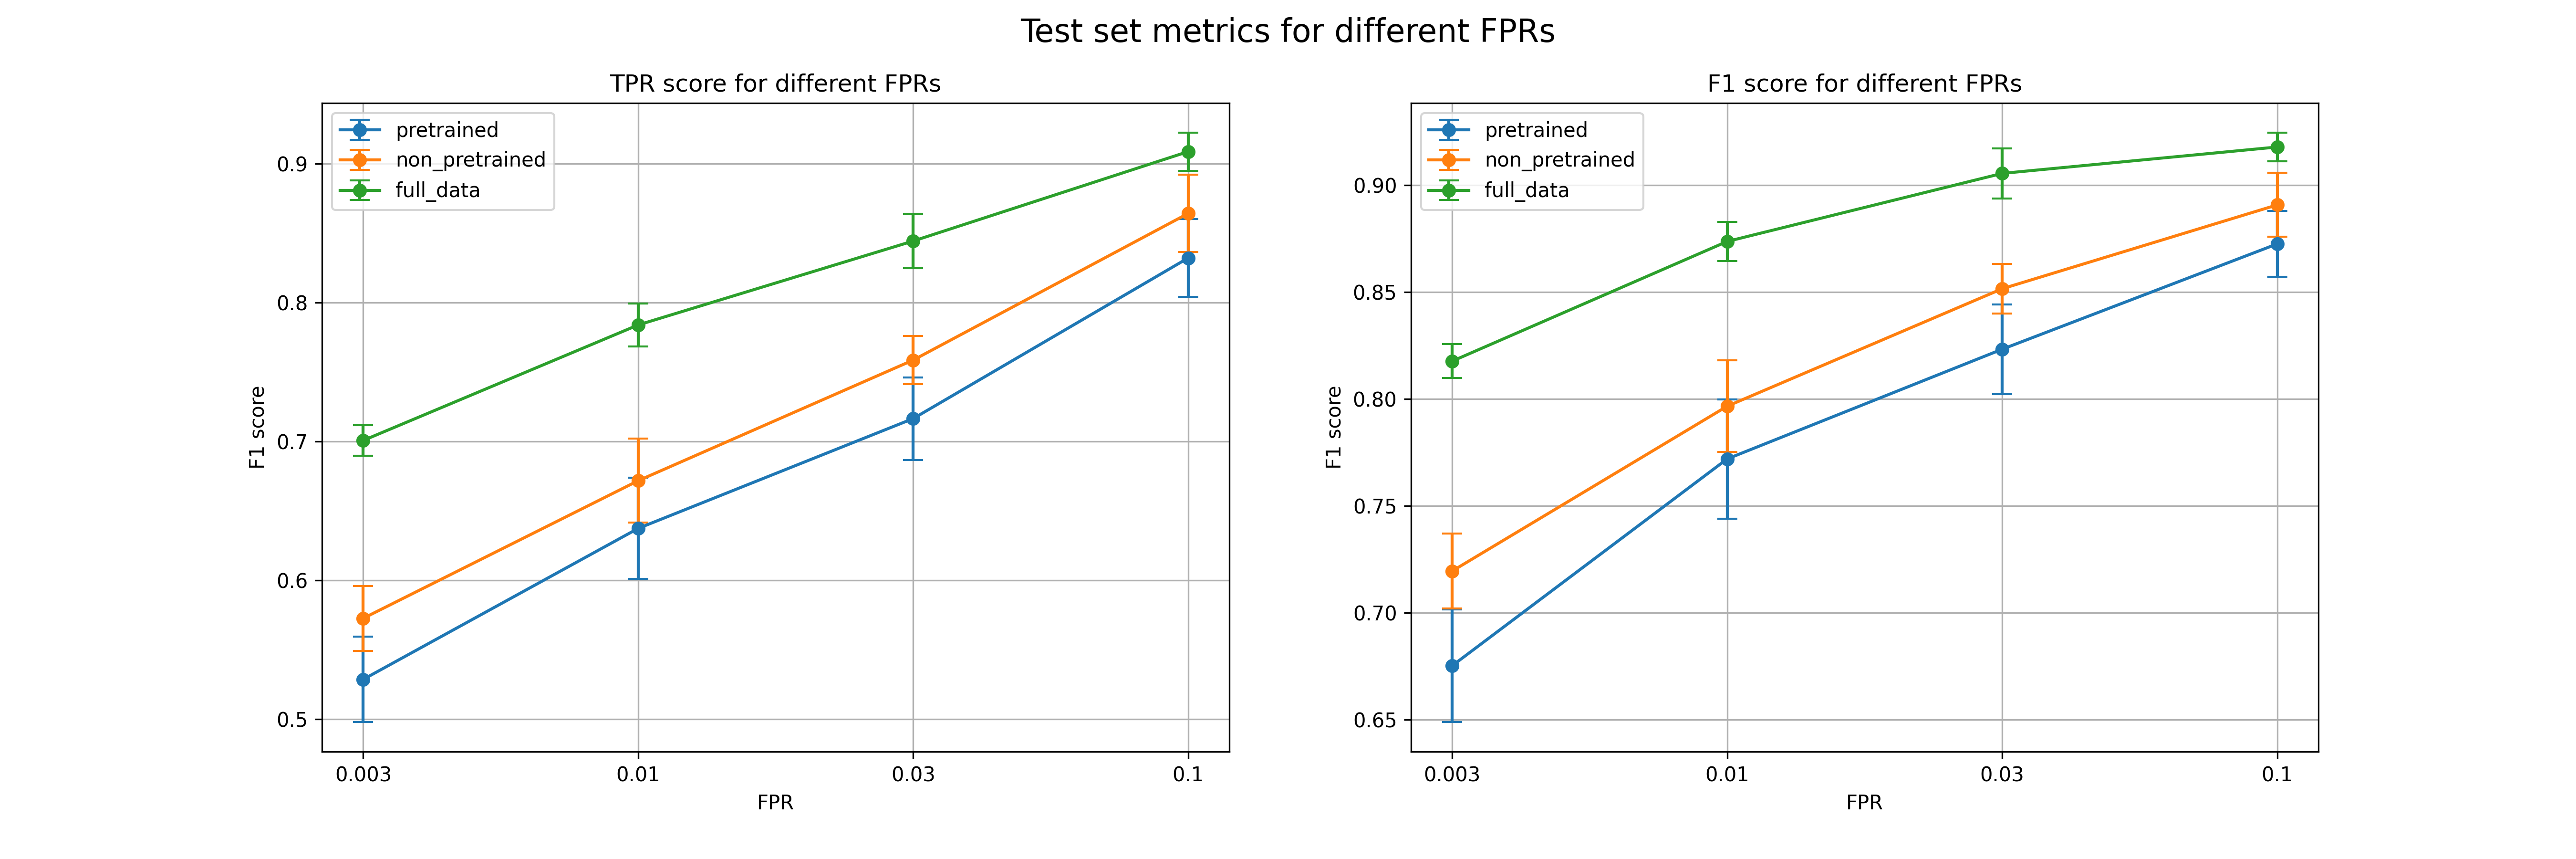 Test set metrics for different FPRs
TPR score for different FPRs
pretrained
non_pretrained
full_data
0.9
0.8
0.7
0.6
0.5
F1 score
0.003
0.01
0.03
0.1
FPR
F1 score for different FPRs
pretrained
non_pretrained
full_data
0.90
0.85
0.80
0.75
0.70
0.65
F1 score
0.003
0.01
0.03
0.1
FPR